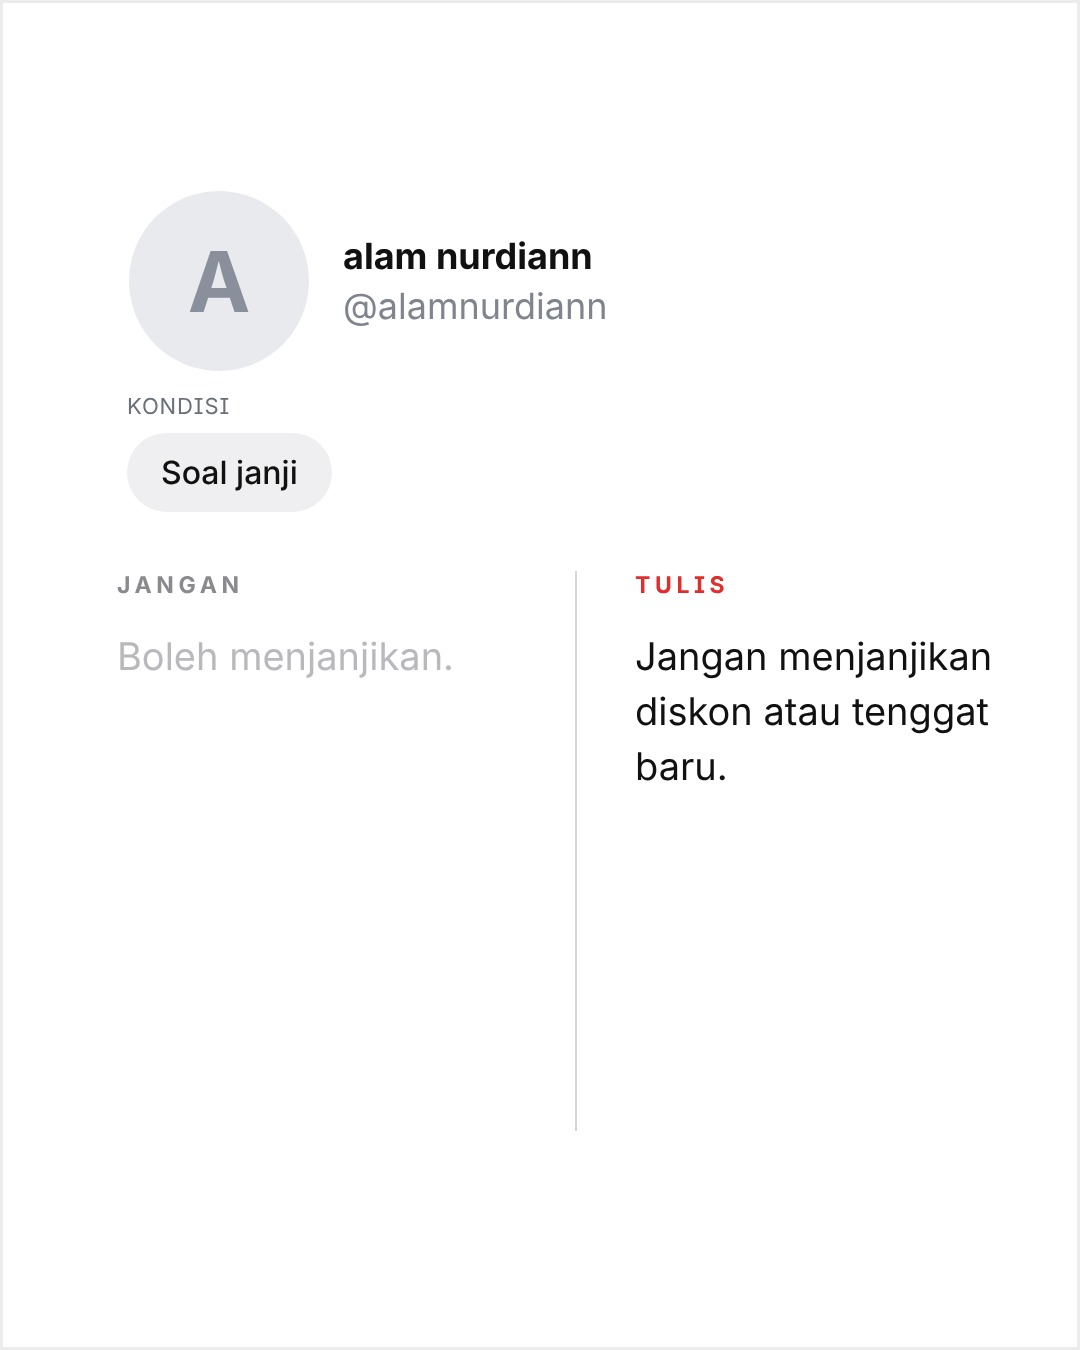 A
alam nurdiann
@alamnurdiann
KONDISI
Soal janji
JANGAN
Boleh menjanjikan.
TULIS
Jangan menjanjikan
diskon atau tenggat
baru.